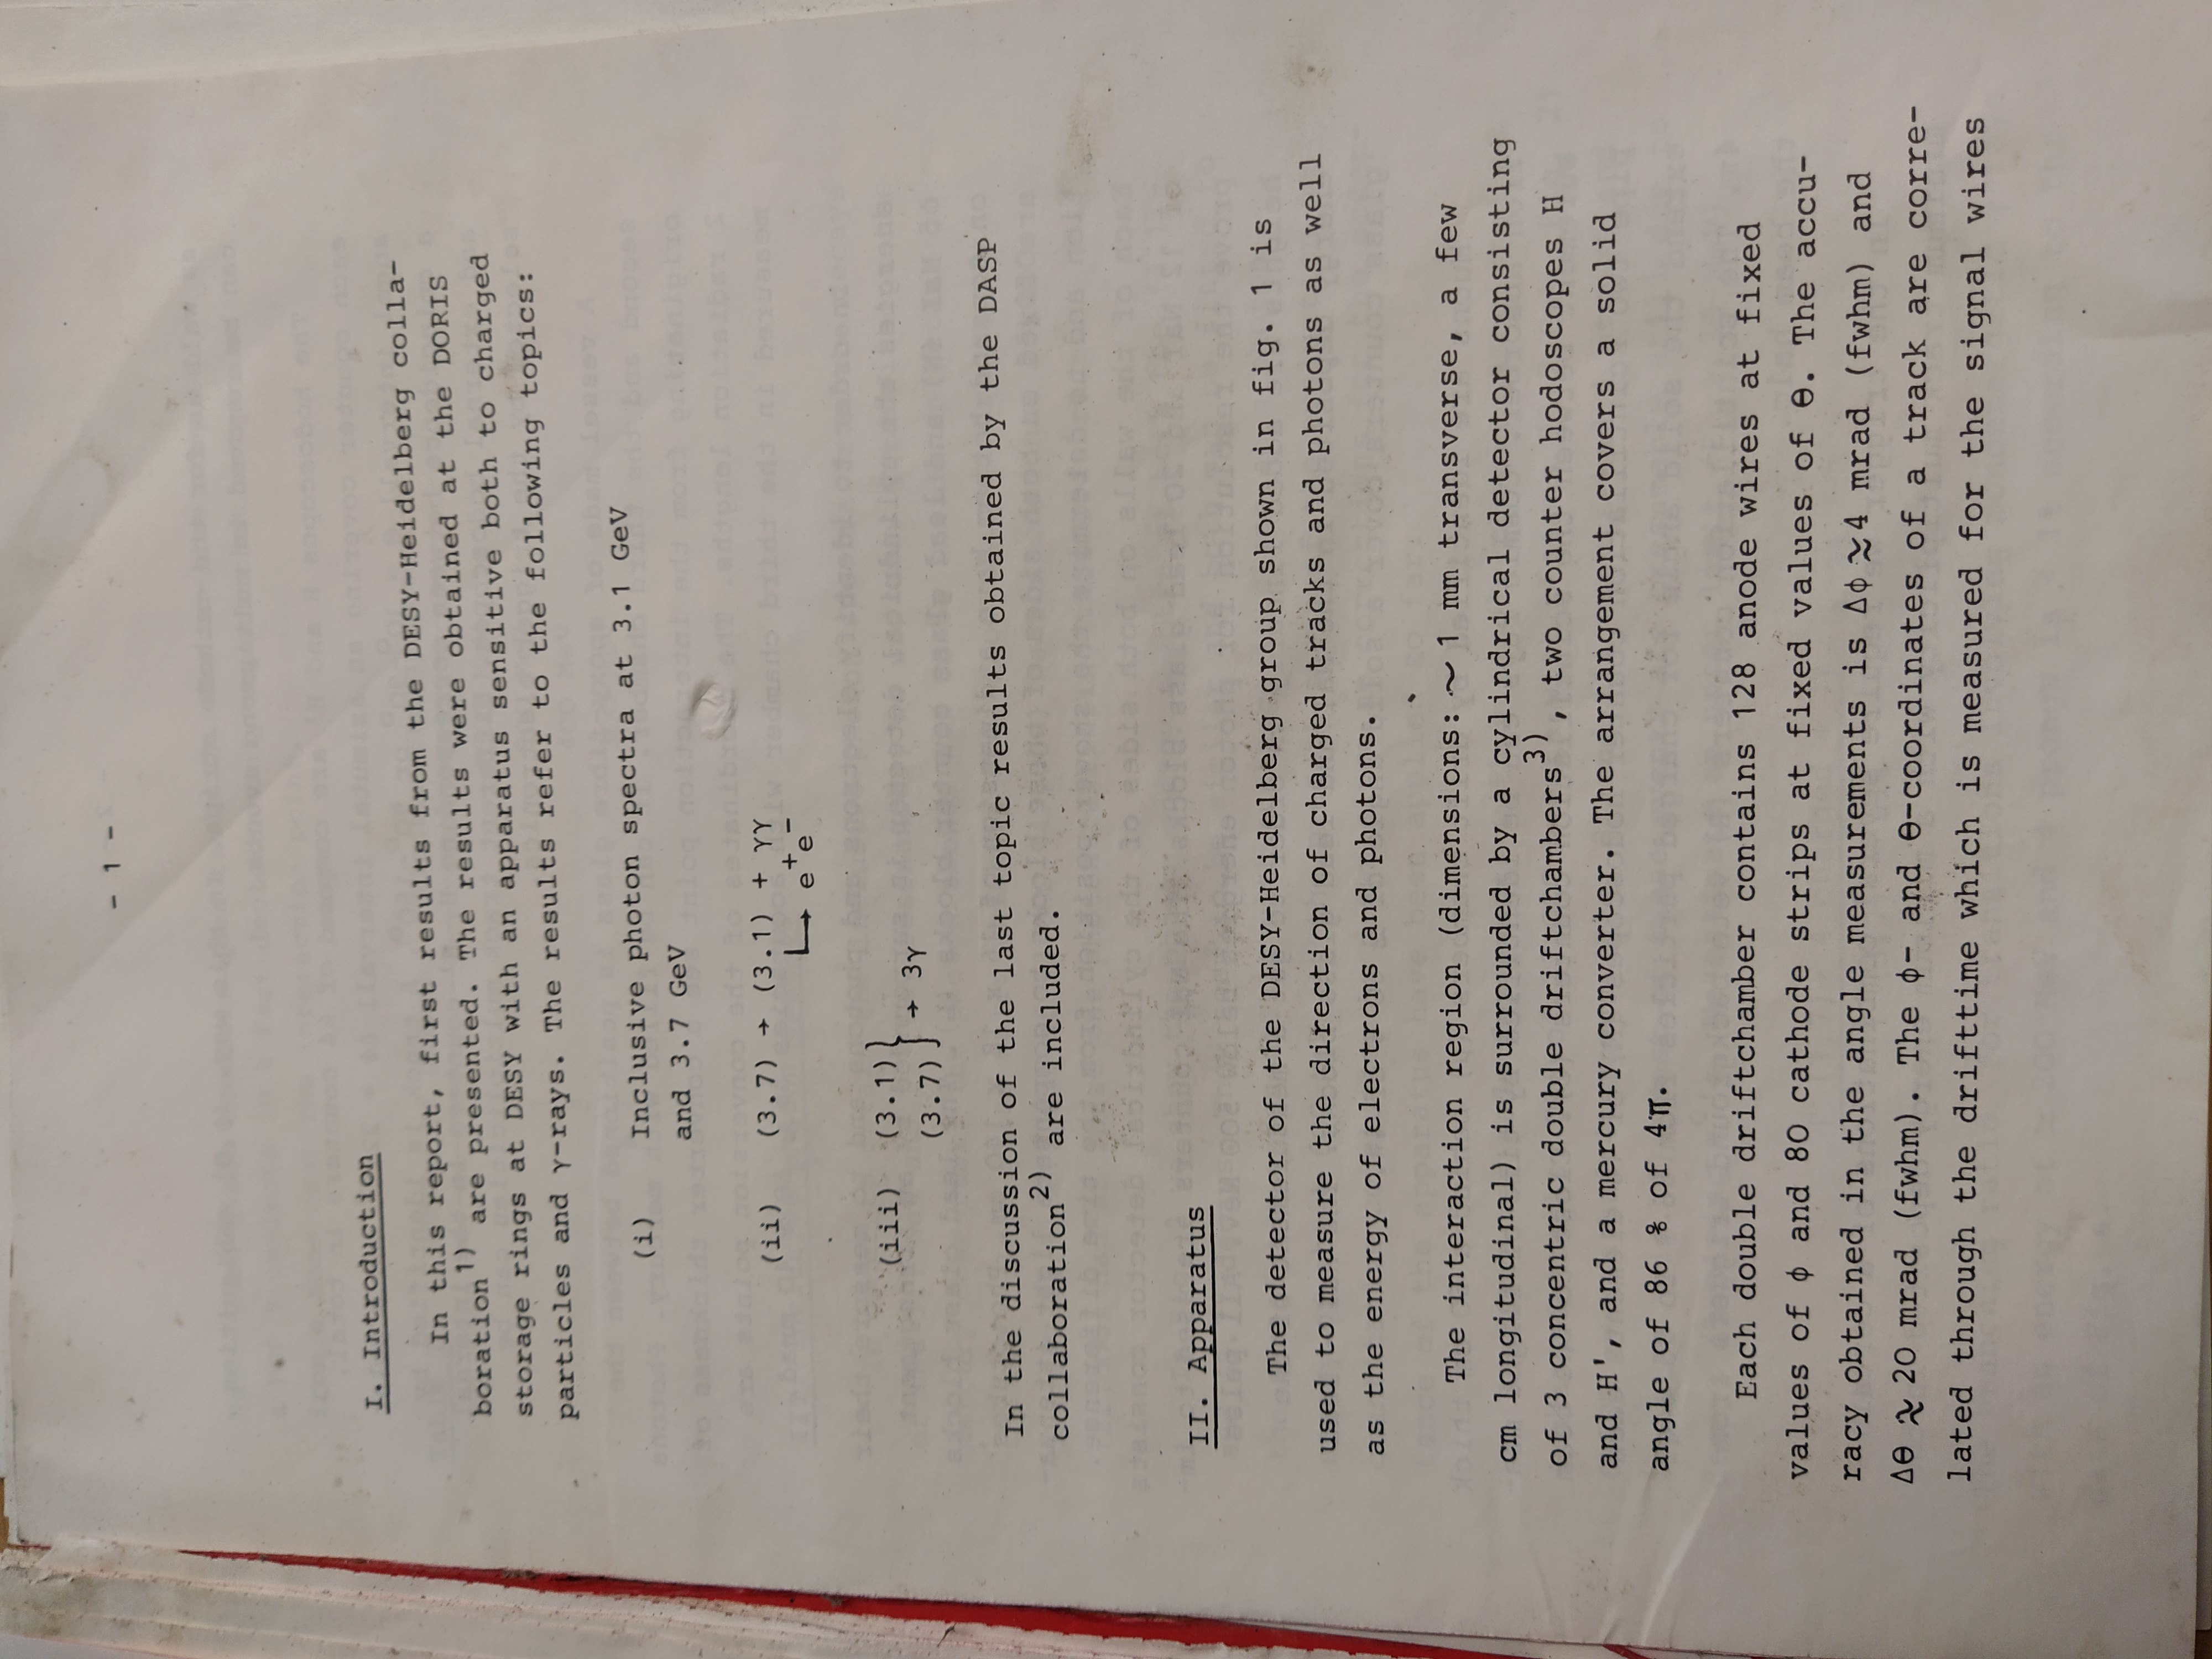 - 1 -
I. Introduction
In this report, first results from the DESY-Heidelberg colla-
boration1) are presented. The results were obtained at the DORIS
storage rings at DESY with an apparatus sensitive both to charged
particles and γ-rays. The results refer to the following topics:
(i) Inclusive photon spectra at 3.1 GeV
and 3.7 GeV
(ii) (3.7) → (3.1) + γγ
↳ e+e-
(iii) (3.1)} → 3γ
(3.7)}
In the discussion of the last topic results obtained by the DASP
collaboration2) are included.
II. Apparatus
The detector of the DESY-Heidelberg group shown in fig. 1 is
used to measure the direction of charged tracks and photons as well
as the energy of electrons and photons.
The interaction region (dimensions: ~ 1 mm transverse, a few
cm longitudinal) is surrounded by a cylindrical detector consisting
of 3 concentric double driftchambers3), two counter hodoscopes H
and H', and a mercury converter. The arrangement covers a solid
angle of 86 % of 4π.
Each double driftchamber contains 128 anode wires at fixed
values of ϕ and 80 cathode strips at fixed values of θ. The accu-
racy obtained in the angle measurements is Δϕ ≈ 4 mrad (fwhm) and
Δθ ≈ 20 mrad (fwhm). The ϕ- and θ-coordinates of a track are corre-
lated through the drifttime which is measured for the signal wires